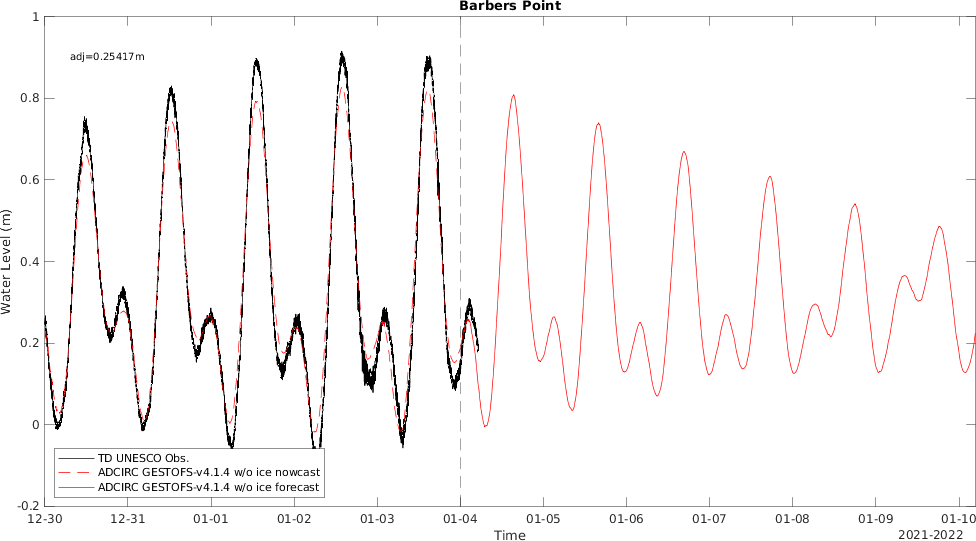 Barbers Point
adj=0.25417m
Water Level (m)
1
0.8
0.6
0.4
0.2
0
-0.2
TD UNESCO Obs.
ADCIRC GESTOFS-v4.1.4 w/o ice nowcast
ADCIRC GESTOFS-v4.1.4 w/o ice forecast
12-30 12-31 01-01 01-02 01-03 01-04 01-05 01-06 01-07 01-08 01-09 01-10
Time
2021-2022